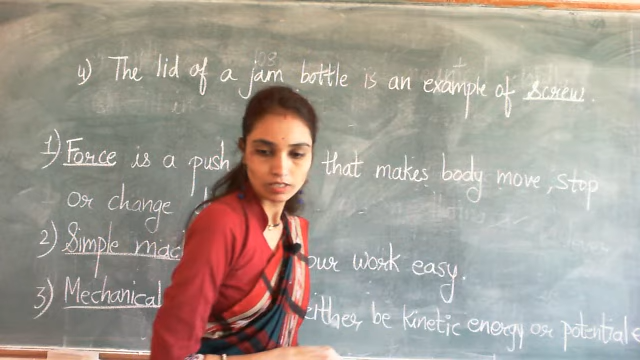 4) The lid of a jam bottle is an example of screw.
1) Force is a push that makes body move, stop
or change
2) Simple mac our work easy.
3) Mechanical either be kinetic energy or potential